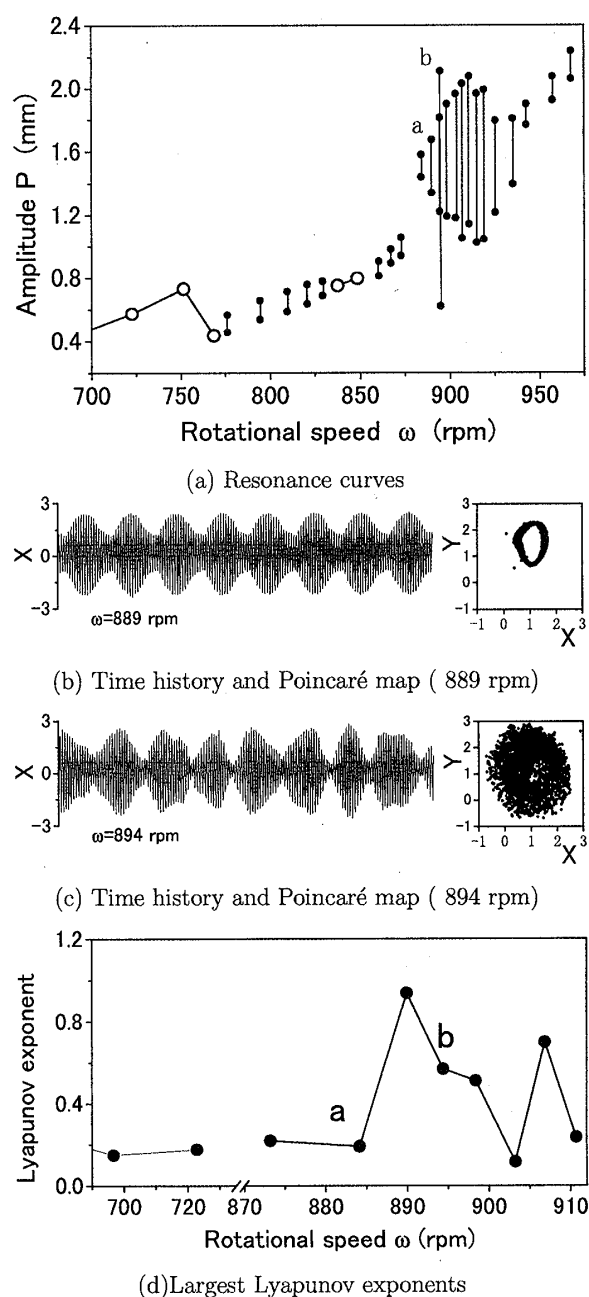 2.4
2.0
1.6
1.2
0.8
0.4
Amplitude P (mm)
b
a
700 750 800 850 900 950
Rotational speed ω (rpm)
(a) Resonance curves
3
0
-3
X
ω=889 rpm
3
2
1
0
-1
Y
-1 0 1 2 3
X
(b) Time history and Poincaré map ( 889 rpm)
3
0
-3
X
ω=894 rpm
3
2
1
0
-1
Y
-1 0 1 2 3
X
(c) Time history and Poincaré map ( 894 rpm)
1.2
0.8
0.4
0.0
Lyapunov exponent
a
b
700 720 870 880 890 900 910
Rotational speed ω (rpm)
(d)Largest Lyapunov exponents